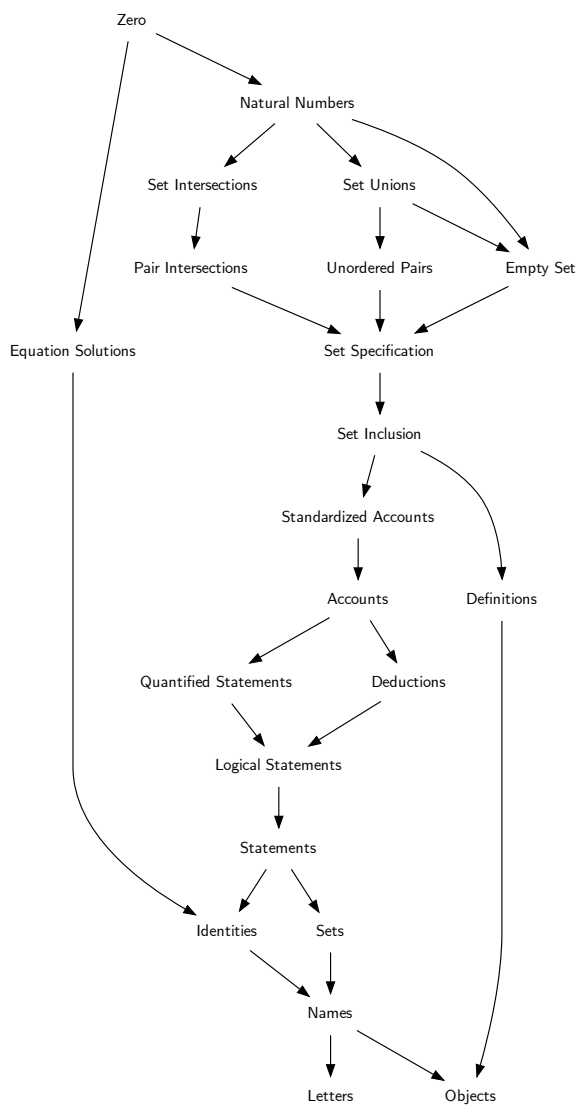 Zero
Natural Numbers
Set Intersections
Set Unions
Pair Intersections
Unordered Pairs
Empty Set
Equation Solutions
Set Specification
Set Inclusion
Standardized Accounts
Accounts
Definitions
Quantified Statements
Deductions
Logical Statements
Statements
Identities
Sets
Names
Letters
Objects